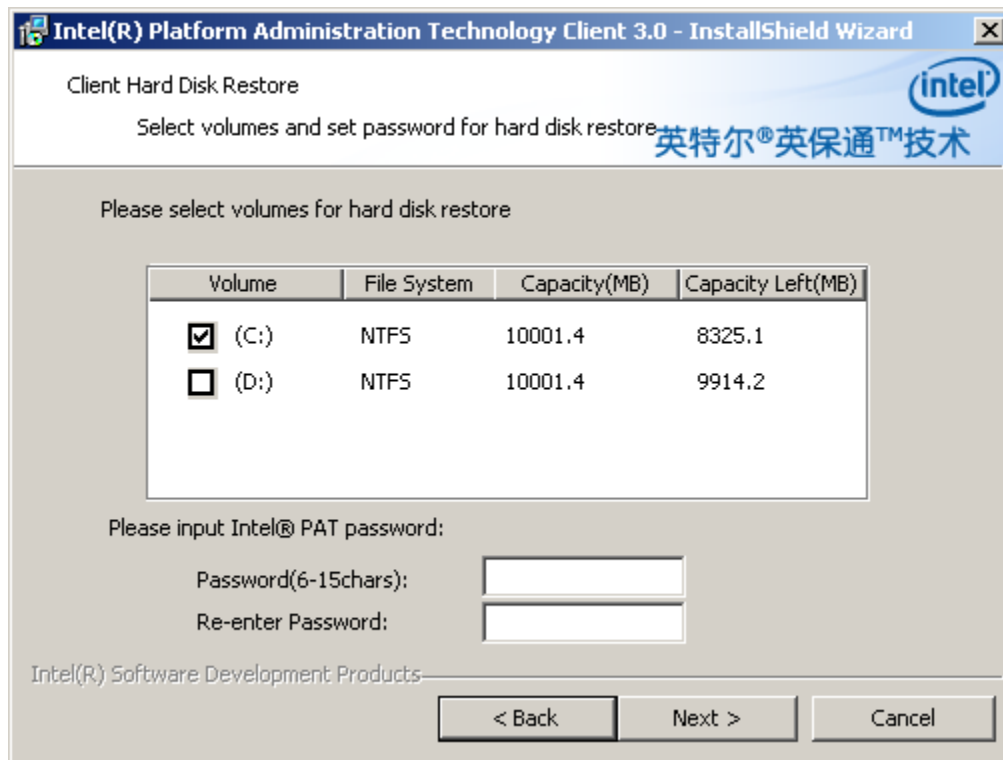 Intel(R) Platform Administration Technology Client 3.0 - InstallShield Wizard
Client Hard Disk Restore
(intel)
Select volumes and set password for hard disk restore
英特尔®英保通™技术
Please select volumes for hard disk restore
Volume File System Capacity(MB) Capacity Left(MB)
(C:) NTFS 10001.4 8325.1
(D:) NTFS 10001.4 9914.2
Please input Intel® PAT password:
Password(6-15chars):
Re-enter Password:
Intel(R) Software Development Products
< Back Next > Cancel